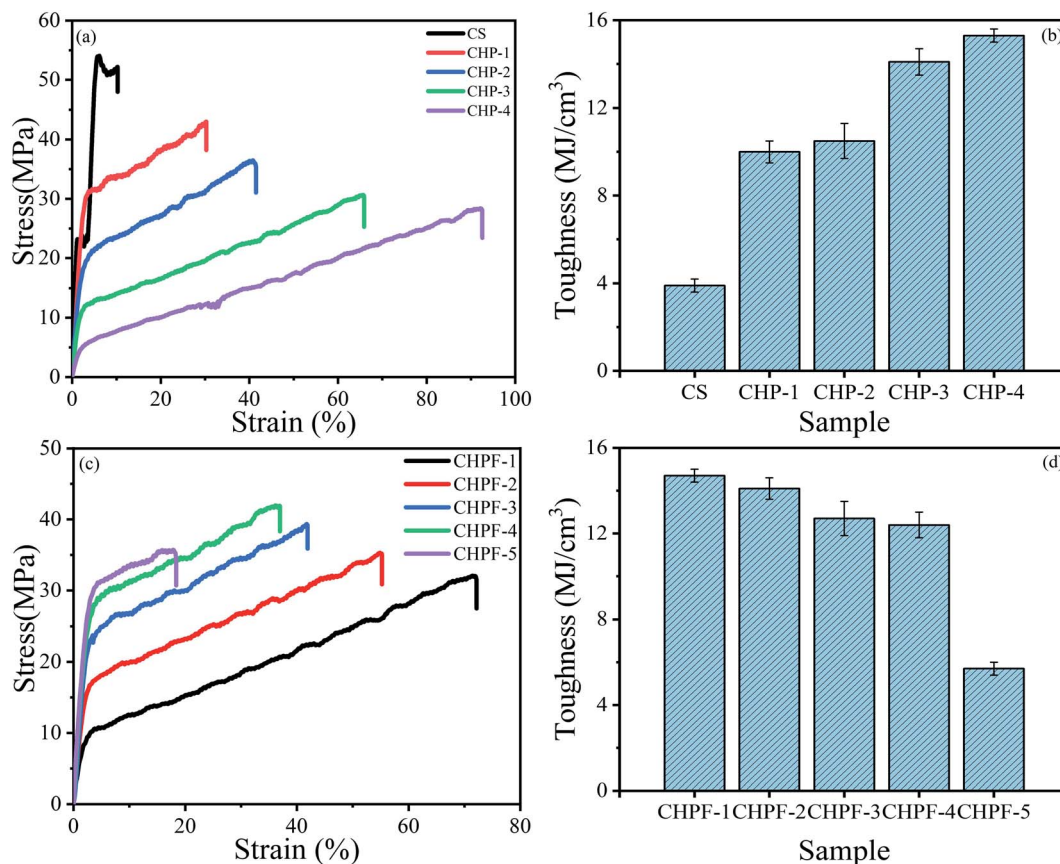 (a)
CS
CHP-1
CHP-2
CHP-3
CHP-4
60
50
40
30
20
10
0
Stress(MPa)
0 20 40 60 80 100
Strain (%)
(b)
16
12
8
4
0
Toughness (MJ/cm³)
CS CHP-1 CHP-2 CHP-3 CHP-4
Sample
(c)
CHPF-1
CHPF-2
CHPF-3
CHPF-4
CHPF-5
50
40
30
20
10
0
Stress(MPa)
0 20 40 60 80
Strain (%)
(d)
16
12
8
4
0
Toughness (MJ/cm³)
CHPF-1 CHPF-2 CHPF-3 CHPF-4 CHPF-5
Sample